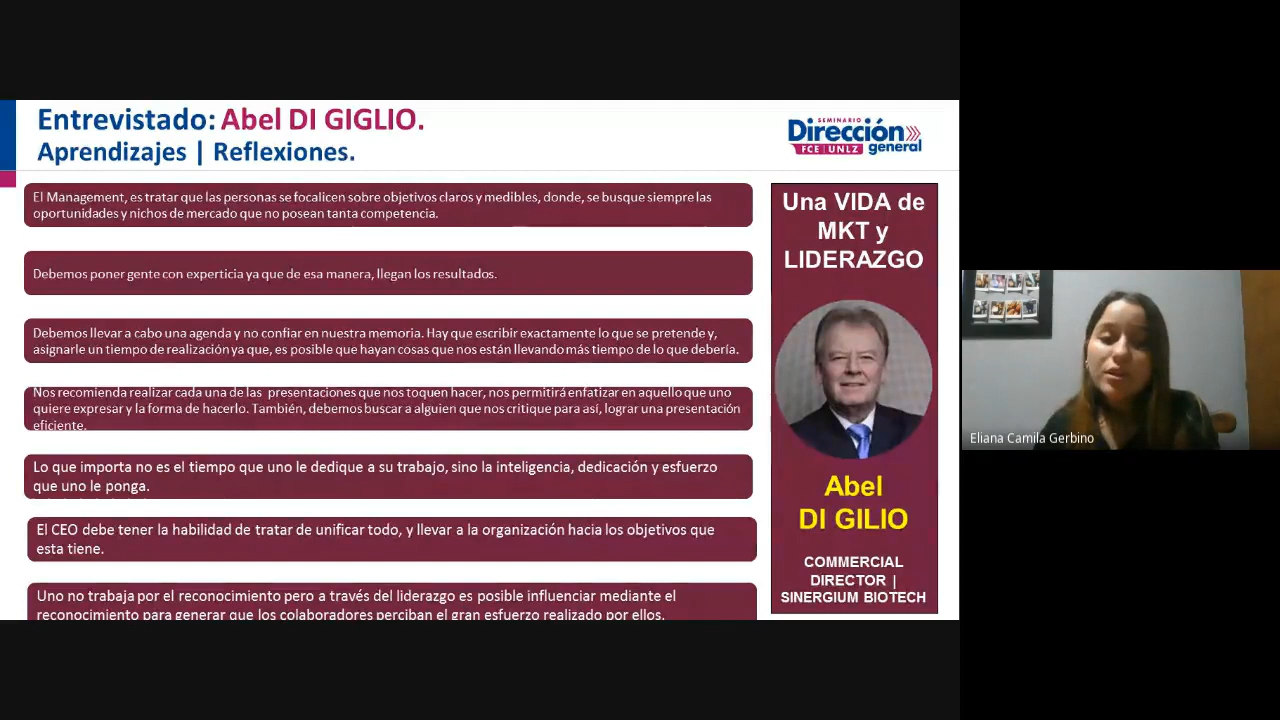 Entrevistado: Abel DI GIGLIO.
Aprendizajes | Reflexiones.
SEMINARIO
Dirección
FCE UNLZ general
El Management, es tratar que las personas se focalicen sobre objetivos claros y medibles, donde, se busque siempre las
oportunidades y nichos de mercado que no posean tanta competencia.
Debemos poner gente con experticia ya que de esa manera, llegan los resultados.
Debemos llevar a cabo una agenda y no confiar en nuestra memoria. Hay que escribir exactamente lo que se pretende y,
asignarle un tiempo de realización ya que, es posible que hayan cosas que nos están llevando más tiempo de lo que debería.
Nos recomienda realizar cada una de las presentaciones que nos toquen hacer, nos permitirá enfatizar en aquello que uno
quiere expresar y la forma de hacerlo. También, debemos buscar a alguien que nos critique para así, lograr una presentación
eficiente.
Lo que importa no es el tiempo que uno le dedique a su trabajo, sino la inteligencia, dedicación y esfuerzo
que uno le ponga.
El CEO debe tener la habilidad de tratar de unificar todo, y llevar a la organización hacia los objetivos que
esta tiene.
Uno no trabaja por el reconocimiento pero a través del liderazgo es posible influenciar mediante el
reconocimiento para generar que los colaboradores perciban el gran esfuerzo realizado por ellos.
Una VIDA de
MKT y
LIDERAZGO
Abel
DI GILIO
COMMERCIAL
DIRECTOR |
SINERGIUM BIOTECH
Eliana Camila Gerbino